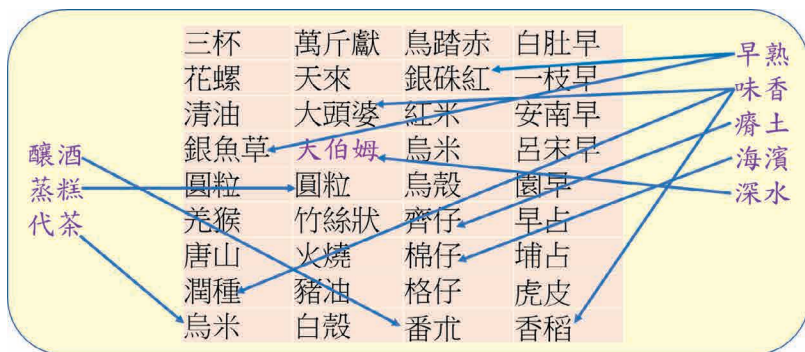 三杯 萬斤獻 鳥踏赤 白肚早
花螺 天來 銀硃紅 一枝早
清油 大頭婆 紅米 安南早
銀魚草 大伯姆 烏米 呂宋早
圓粒 圓粒 烏殼 園早
羌猴 竹絲狀 齊仔 早占
唐山 火燒 棉仔 埔占
潤種 豬油 格仔 虎皮
烏米 白殼 番朮 香稻
釀酒
蒸糕
代茶
早熟
味香
瘠土
海濱
深水